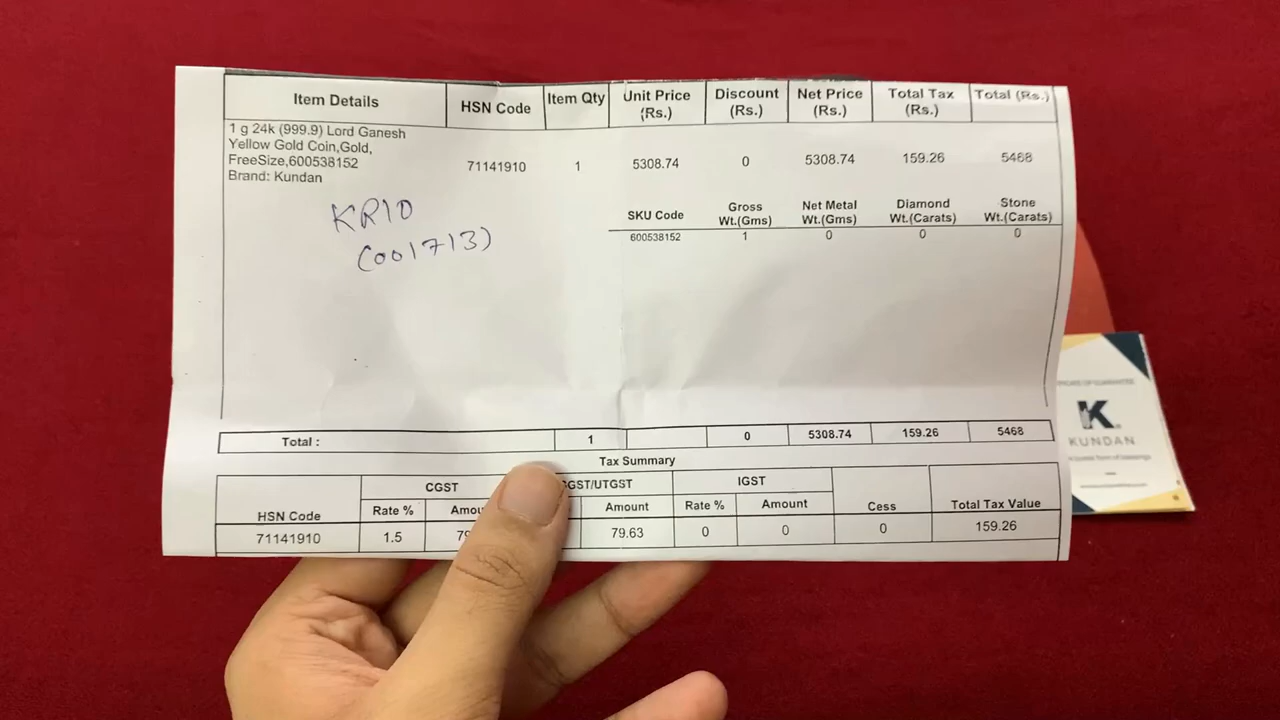 Item Details HSN Code Item Qty Unit Price (Rs.) Discount (Rs.) Net Price (Rs.) Total Tax (Rs.) Total (Rs.)
1 g 24k (999.9) Lord Ganesh
Yellow Gold Coin,Gold,
FreeSize,600538152
Brand: Kundan
71141910 1 5308.74 0 5308.74 159.26 5468
KR10
(001713)
SKU Code Gross Wt.(Gms) Net Metal Wt.(Gms) Diamond Wt.(Carats) Stone Wt.(Carats)
600538152 1 0 0 0
Total : 1 0 5308.74 159.26 5468
Tax Summary
CGST GST/UTGST IGST
HSN Code Rate % Amount Rate % Amount Cess Total Tax Value
71141910 1.5 79.63 0 0 0 159.26
K
KUNDAN